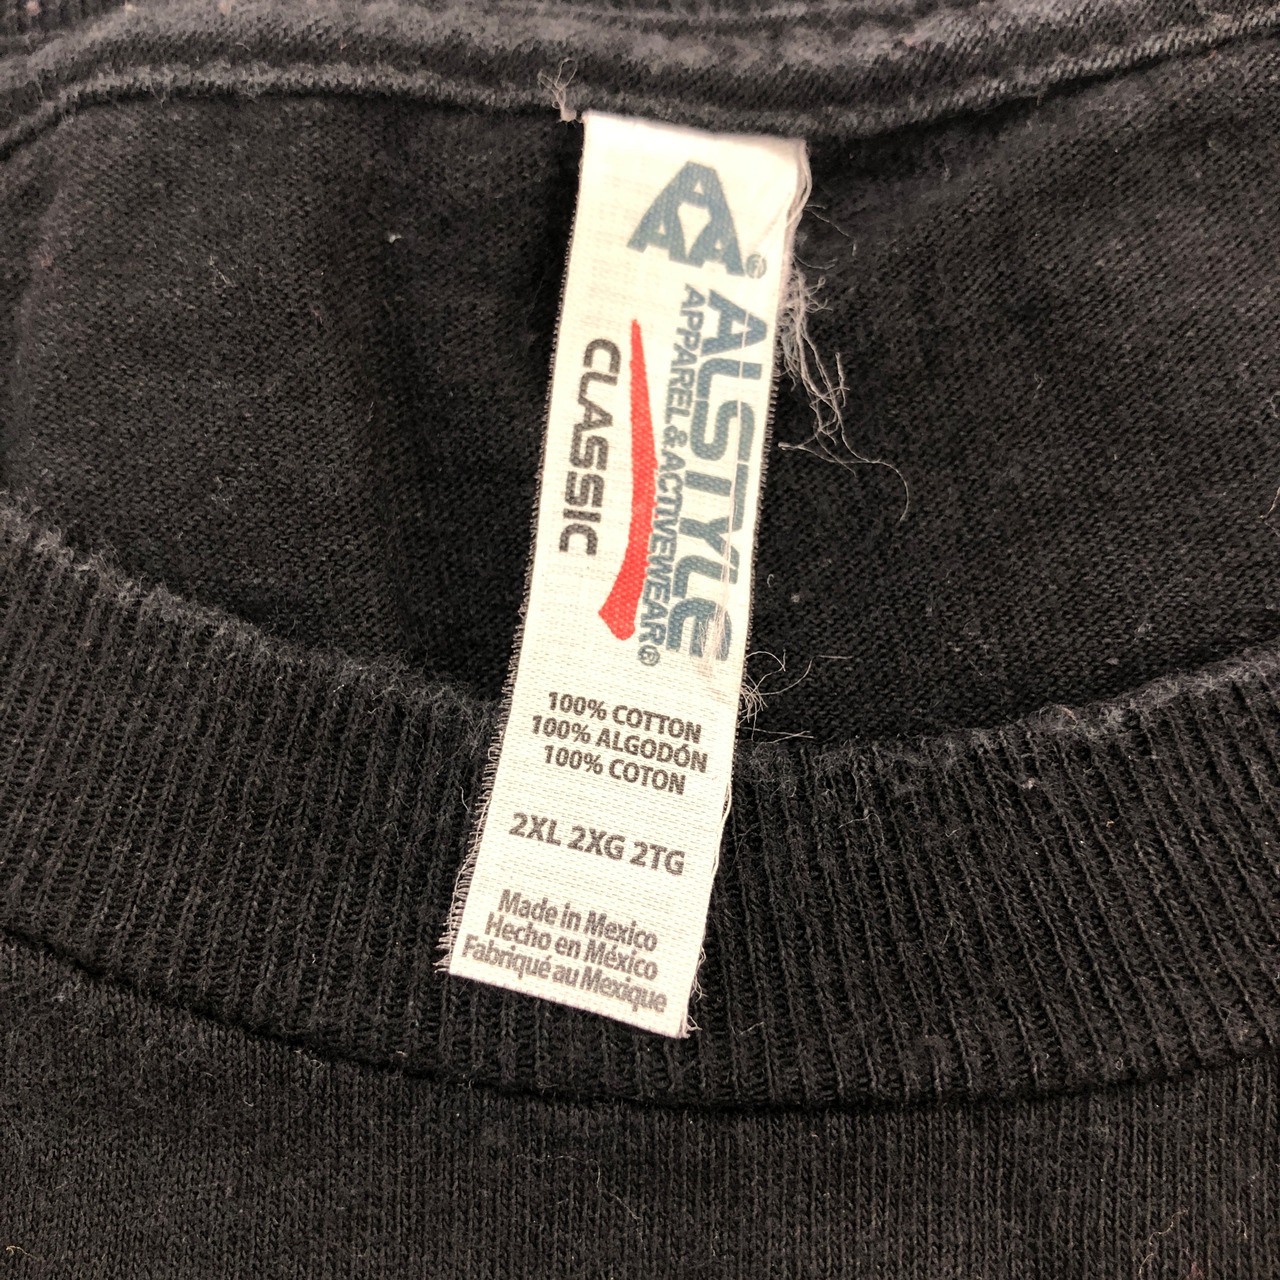 AAA®
ALSTYLE
APPAREL & ACTIVEWEAR®
CLASSIC
100% COTTON
100% ALGODÓN
100% COTON
2XL 2XG 2TG
Made in Mexico
Hecho en México
Fabriqué au Mexique